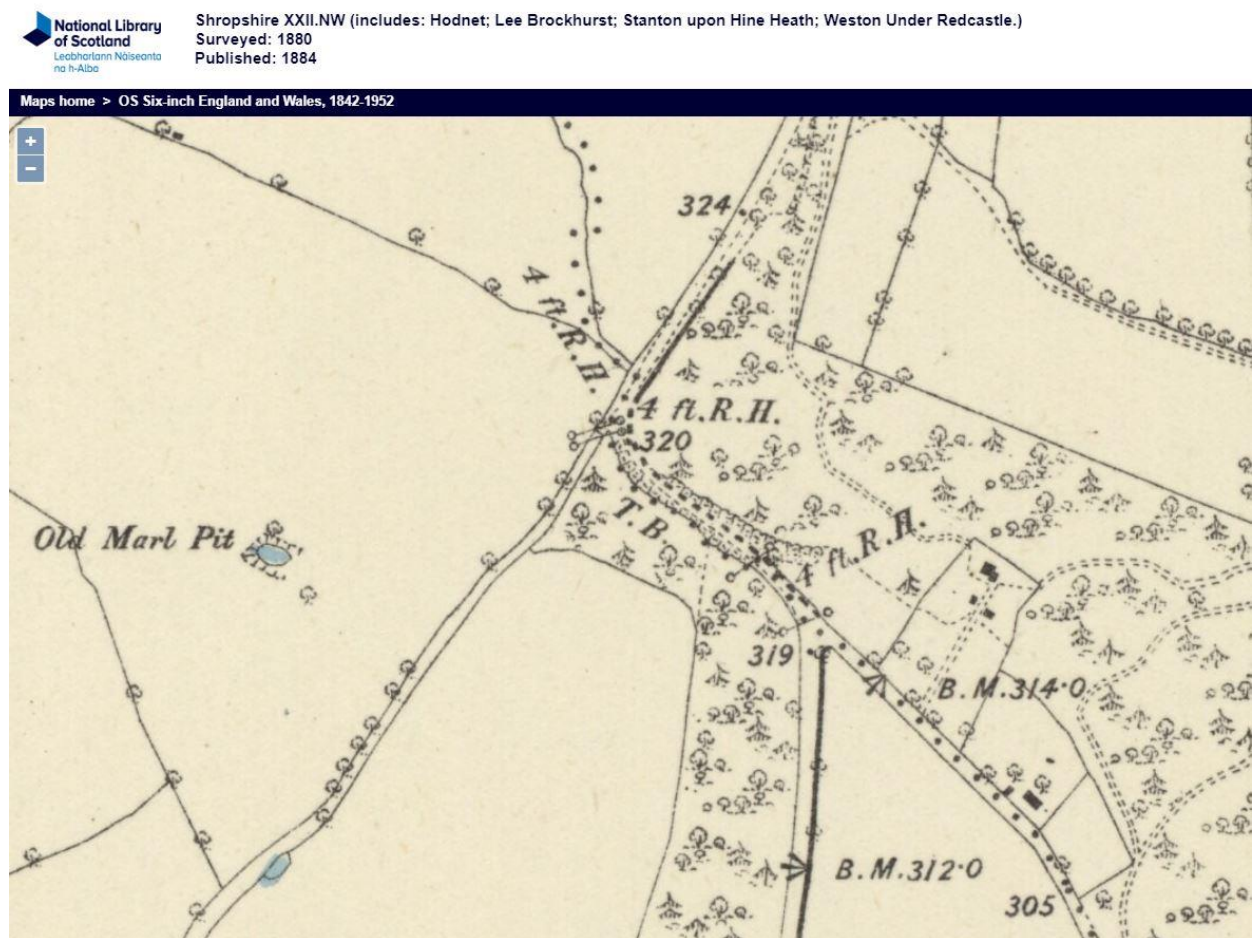 National Library
of Scotland
Leabharlann Nàiseanta
na h-Alba
Shropshire XXII.NW (includes: Hodnet; Lee Brockhurst; Stanton upon Hine Heath; Weston Under Redcastle.)
Surveyed: 1880
Published: 1884
Maps home > OS Six-inch England and Wales, 1842-1952
+
−
324
4 ft.R.H.
4 ft.R.H.
320
Old Marl Pit
T.B.
4 ft.R.H.
319
B.M.314·0
B.M.312·0
305